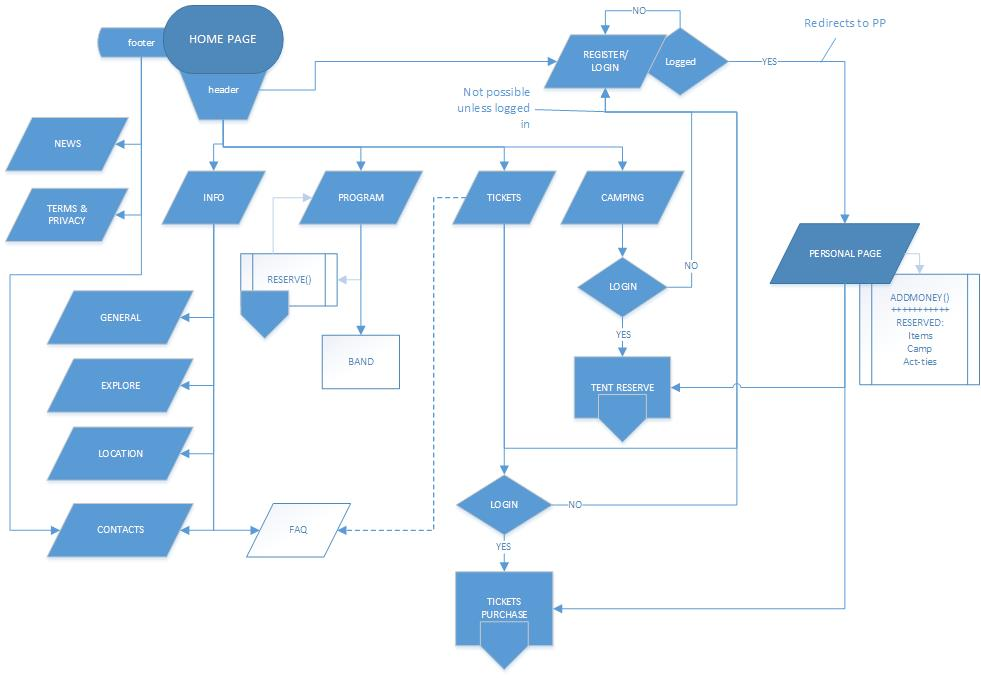 footer
HOME PAGE
header
NO
REGISTER/
LOGIN
Logged
YES
Redirects to PP
Not possible
unless logged
in
NEWS
TERMS &
PRIVACY
INFO
PROGRAM
TICKETS
CAMPING
PERSONAL PAGE
RESERVE()
LOGIN
NO
YES
ADDMONEY()
+++++++++++
RESERVED:
Items
Camp
Act-ties
GENERAL
BAND
EXPLORE
TENT RESERVE
LOCATION
CONTACTS
FAQ
LOGIN
NO
YES
TICKETS
PURCHASE